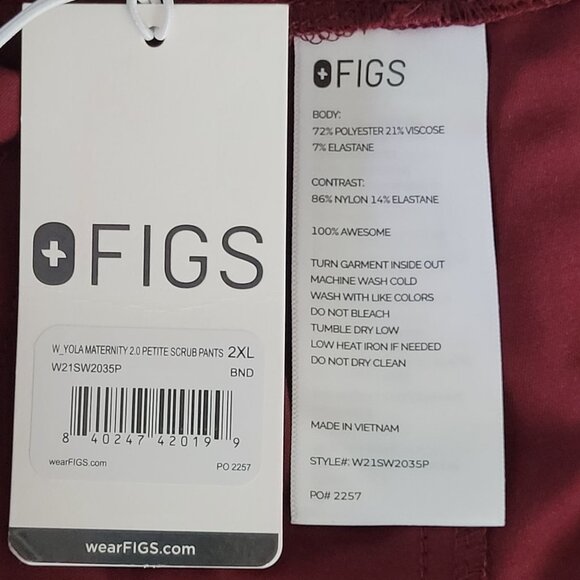 FIGS
W_YOLA MATERNITY 2.0 PETITE SCRUB PANTS 2XL
W21SW2035P BND
8 40247 42019 9
wearFIGS.com PO 2257
wearFIGS.com
FIGS
BODY:
72% POLYESTER 21% VISCOSE
7% ELASTANE
CONTRAST:
86% NYLON 14% ELASTANE
100% AWESOME
TURN GARMENT INSIDE OUT
MACHINE WASH COLD
WASH WITH LIKE COLORS
DO NOT BLEACH
TUMBLE DRY LOW
LOW HEAT IRON IF NEEDED
DO NOT DRY CLEAN
MADE IN VIETNAM
STYLE#: W21SW2035P
PO# 2257